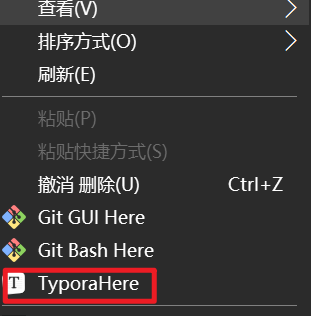 查看(V)
排序方式(O)
刷新(E)
粘贴(P)
粘贴快捷方式(S)
撤消 删除(U) Ctrl+Z
Git GUI Here
Git Bash Here
T TyporaHere